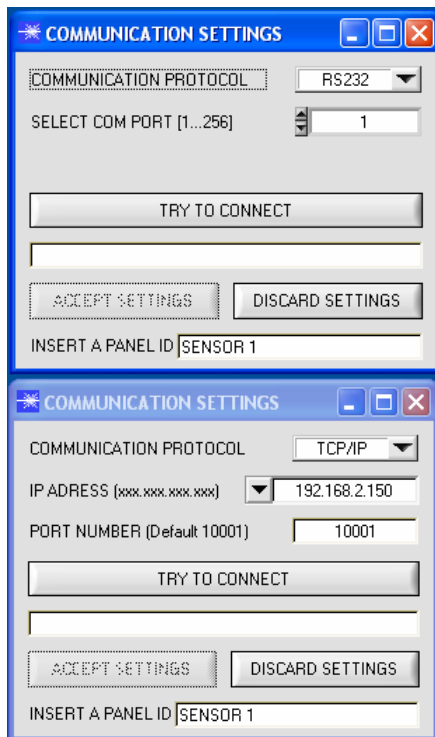 COMMUNICATION SETTINGS
COMMUNICATION PROTOCOL RS232
SELECT COM PORT [1...256] 1
TRY TO CONNECT
ACCEPT SETTINGS DISCARD SETTINGS
INSERT A PANEL ID SENSOR 1
COMMUNICATION SETTINGS
COMMUNICATION PROTOCOL TCP/IP
IP ADRESS (xxx.xxx.xxx.xxx) 192.168.2.150
PORT NUMBER (Default 10001) 10001
TRY TO CONNECT
ACCEPT SETTINGS DISCARD SETTINGS
INSERT A PANEL ID SENSOR 1